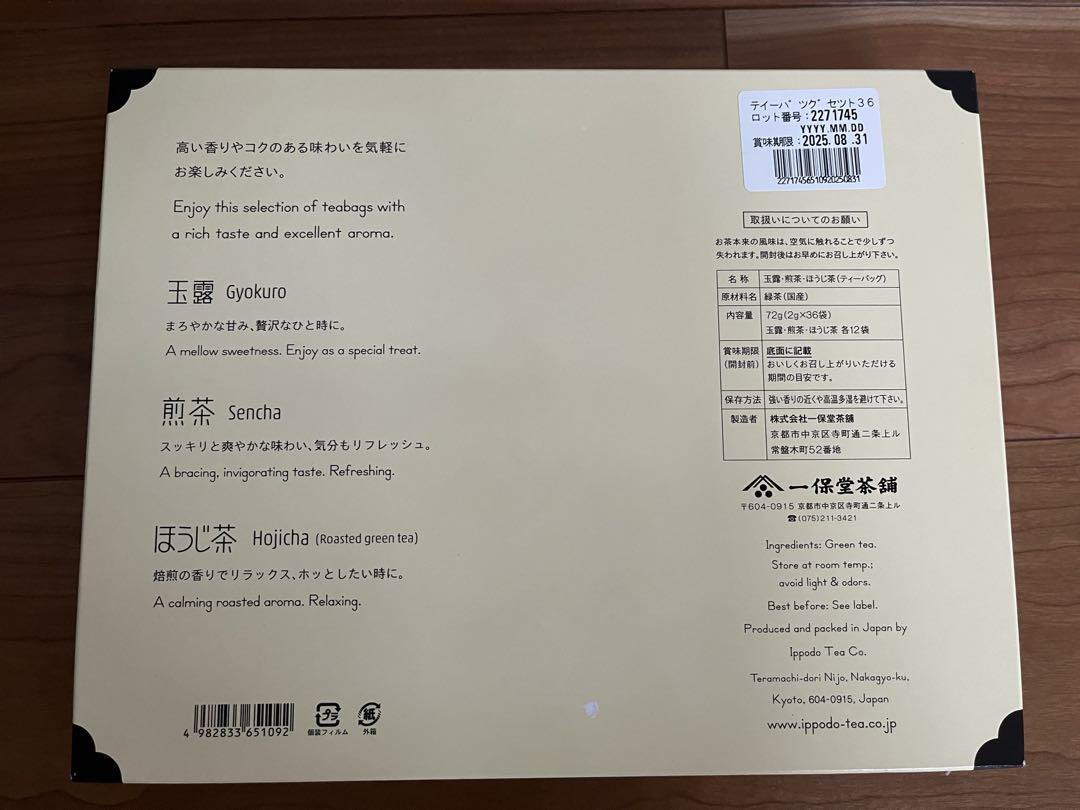 高い香りやコクのある味わいを気軽に
お楽しみください。
Enjoy this selection of teabags with
a rich taste and excellent aroma.
玉露 Gyokuro
まろやかな甘み、贅沢なひと時に。
A mellow sweetness. Enjoy as a special treat.
煎茶 Sencha
スッキリと爽やかな味わい、気分もリフレッシュ。
A bracing, invigorating taste. Refreshing.
ほうじ茶 Hojicha (Roasted green tea)
焙煎の香りでリラックス、ホッとしたい時に。
A calming roasted aroma. Relaxing.
4 982833 651092
プラ
個装フィルム
紙
外箱
テイーバ゛ツグ゛セツト36
ロット番号:2271745
YYYY.MM.DD
賞味期限:2025.08.31
2271745651092025083​1
取扱いについてのお願い
お茶本来の風味は、空気に触れることで少しずつ
失われます。開封後はお早めにお召し上がり下さい。
名称 玉露・煎茶・ほうじ茶(ティーバッグ)
原材料名 緑茶(国産)
内容量 72g(2g×36袋)
玉露・煎茶・ほうじ茶 各12袋
賞味期限 底面に記載
(開封前) おいしくお召し上がりいただける
期間の目安です。
保存方法 強い香りの近くや高温多湿を避けて下さい。
製造者 株式会社一保堂茶舗
京都市中京区寺町通二条上ル
常盤木町52番地
一保堂茶舗
〒604-0915 京都市中京区寺町通二条上ル
☎(075)211-3421
Ingredients: Green tea.
Store at room temp.;
avoid light & odors.
Best before: See label.
Produced and packed in Japan by
Ippodo Tea Co.
Teramachi-dori Nijo, Nakagyo-ku,
Kyoto, 604-0915, Japan
www.ippodo-tea.co.jp